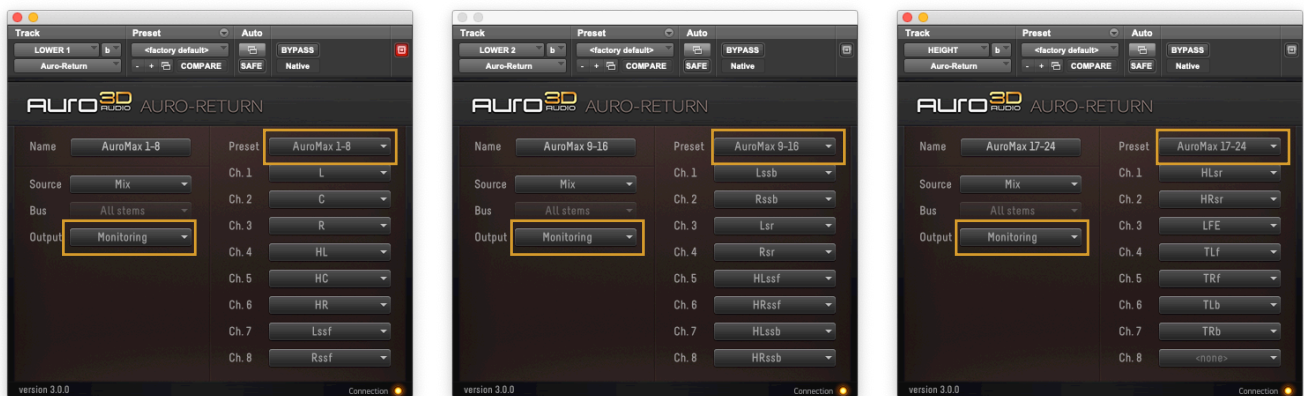 Track Preset Auto
LOWER 1 b <factory default> BYPASS
Auro-Return - + COMPARE SAFE Native
AURO 3D AUDIO AURO-RETURN
Name AuroMax 1-8 Preset AuroMax 1-8
Ch. 1 L
Source Mix
Ch. 2 C
Bus All stems
Ch. 3 R
Output Monitoring
Ch. 4 HL
Ch. 5 HC
Ch. 6 HR
Ch. 7 Lssf
Ch. 8 Rssf
version 3.0.0 Connection
Track Preset Auto
LOWER 2 b <factory default> BYPASS
Auro-Return - + COMPARE SAFE Native
AURO 3D AUDIO AURO-RETURN
Name AuroMax 9-16 Preset AuroMax 9-16
Ch. 1 Lssb
Source Mix
Ch. 2 Rssb
Bus All stems
Ch. 3 Lsr
Output Monitoring
Ch. 4 Rsr
Ch. 5 HLssf
Ch. 6 HRssf
Ch. 7 HLssb
Ch. 8 HRssb
version 3.0.0 Connection
Track Preset Auto
HEIGHT b <factory default> BYPASS
Auro-Return - + COMPARE SAFE Native
AURO 3D AUDIO AURO-RETURN
Name AuroMax 17-24 Preset AuroMax 17-24
Ch. 1 HLsr
Source Mix
Ch. 2 HRsr
Bus All stems
Ch. 3 LFE
Output Monitoring
Ch. 4 TLf
Ch. 5 TRf
Ch. 6 TLb
Ch. 7 TRb
Ch. 8 <none>
version 3.0.0 Connection